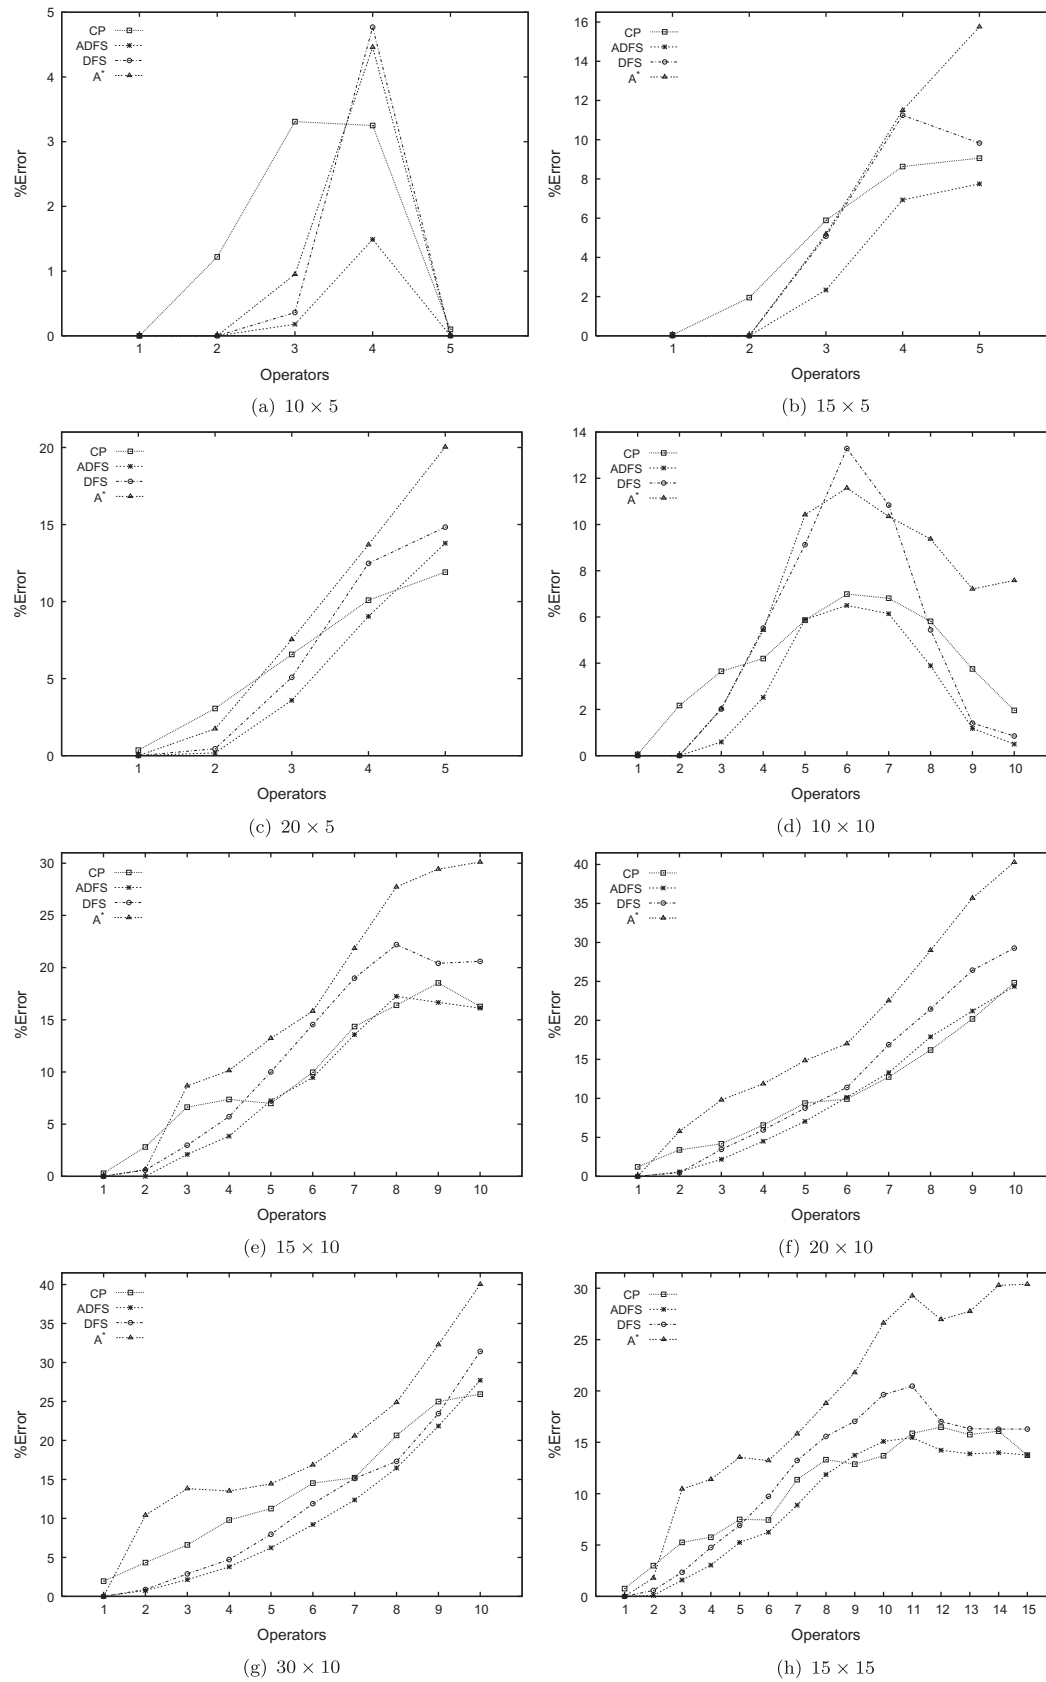 5
4
3
2
1
0
%Error
CP
ADFS
DFS
A*
1 2 3 4 5
Operators
(a) 10 × 5
16
14
12
10
8
6
4
2
0
%Error
CP
ADFS
DFS
A*
1 2 3 4 5
Operators
(b) 15 × 5
20
15
10
5
0
%Error
CP
ADFS
DFS
A*
1 2 3 4 5
Operators
(c) 20 × 5
14
12
10
8
6
4
2
0
%Error
CP
ADFS
DFS
A*
1 2 3 4 5 6 7 8 9 10
Operators
(d) 10 × 10
30
25
20
15
10
5
0
%Error
CP
ADFS
DFS
A*
1 2 3 4 5 6 7 8 9 10
Operators
(e) 15 × 10
40
35
30
25
20
15
10
5
0
%Error
CP
ADFS
DFS
A*
1 2 3 4 5 6 7 8 9 10
Operators
(f) 20 × 10
40
35
30
25
20
15
10
5
0
%Error
CP
ADFS
DFS
A*
1 2 3 4 5 6 7 8 9 10
Operators
(g) 30 × 10
30
25
20
15
10
5
0
%Error
CP
ADFS
DFS
A*
1 2 3 4 5 6 7 8 9 10 11 12 13 14 15
Operators
(h) 15 × 15